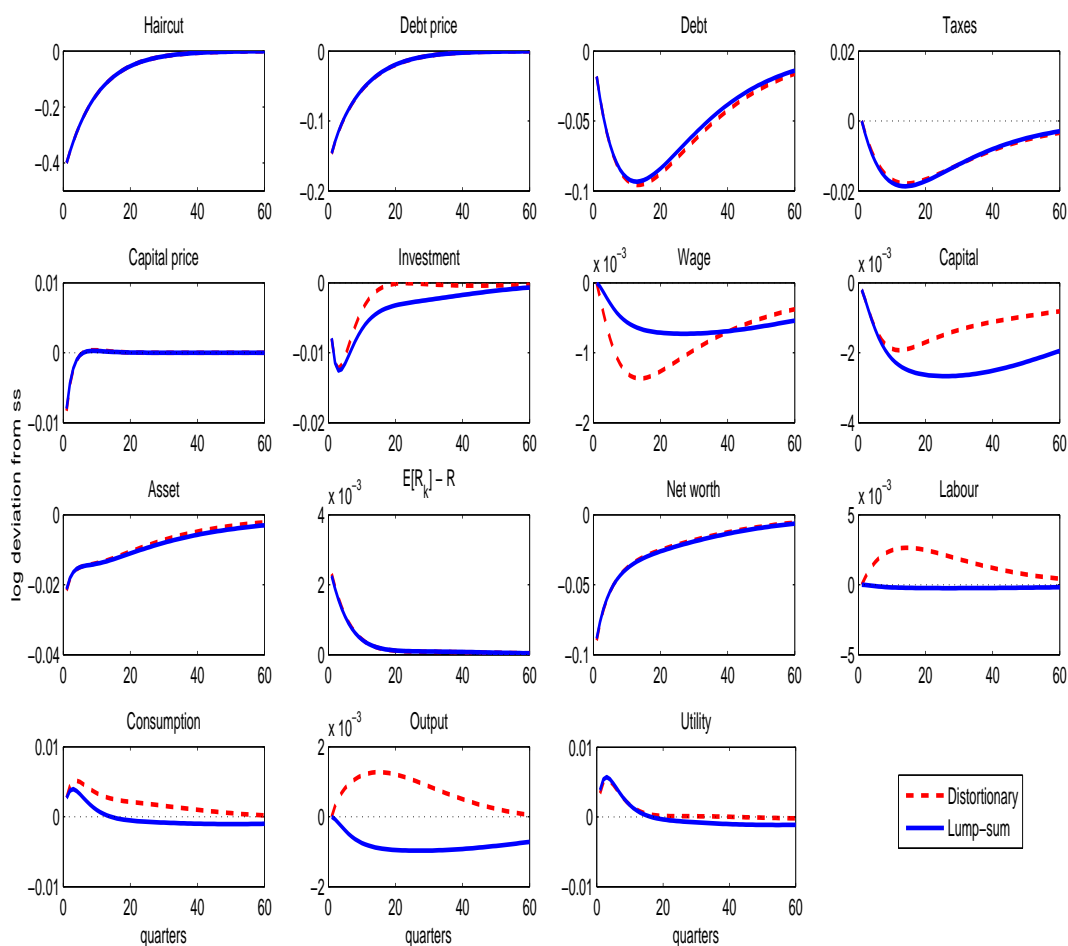 Haircut
Debt price
Debt
Taxes
0
−0.2
−0.4
0
−0.1
−0.2
0
−0.05
−0.1
0.02
0
−0.02
0 20 40 60
0 20 40 60
0 20 40 60
0 20 40 60
Capital price
Investment
x 10−3 Wage
x 10−3 Capital
0.01
0
−0.01
0
−0.01
−0.02
0
−1
−2
0
−2
−4
0 20 40 60
0 20 40 60
0 20 40 60
0 20 40 60
log deviation from ss
Asset
x 10−3 E[Rk] − R
Net worth
x 10−3 Labour
0
−0.02
−0.04
4
2
0
0
−0.05
−0.1
5
0
−5
0 20 40 60
0 20 40 60
0 20 40 60
0 20 40 60
Consumption
x 10−3 Output
Utility
0.01
0
−0.01
2
0
−2
0.01
0
−0.01
0 20 40 60
0 20 40 60
0 20 40 60
quarters
quarters
quarters
Distortionary
Lump−sum